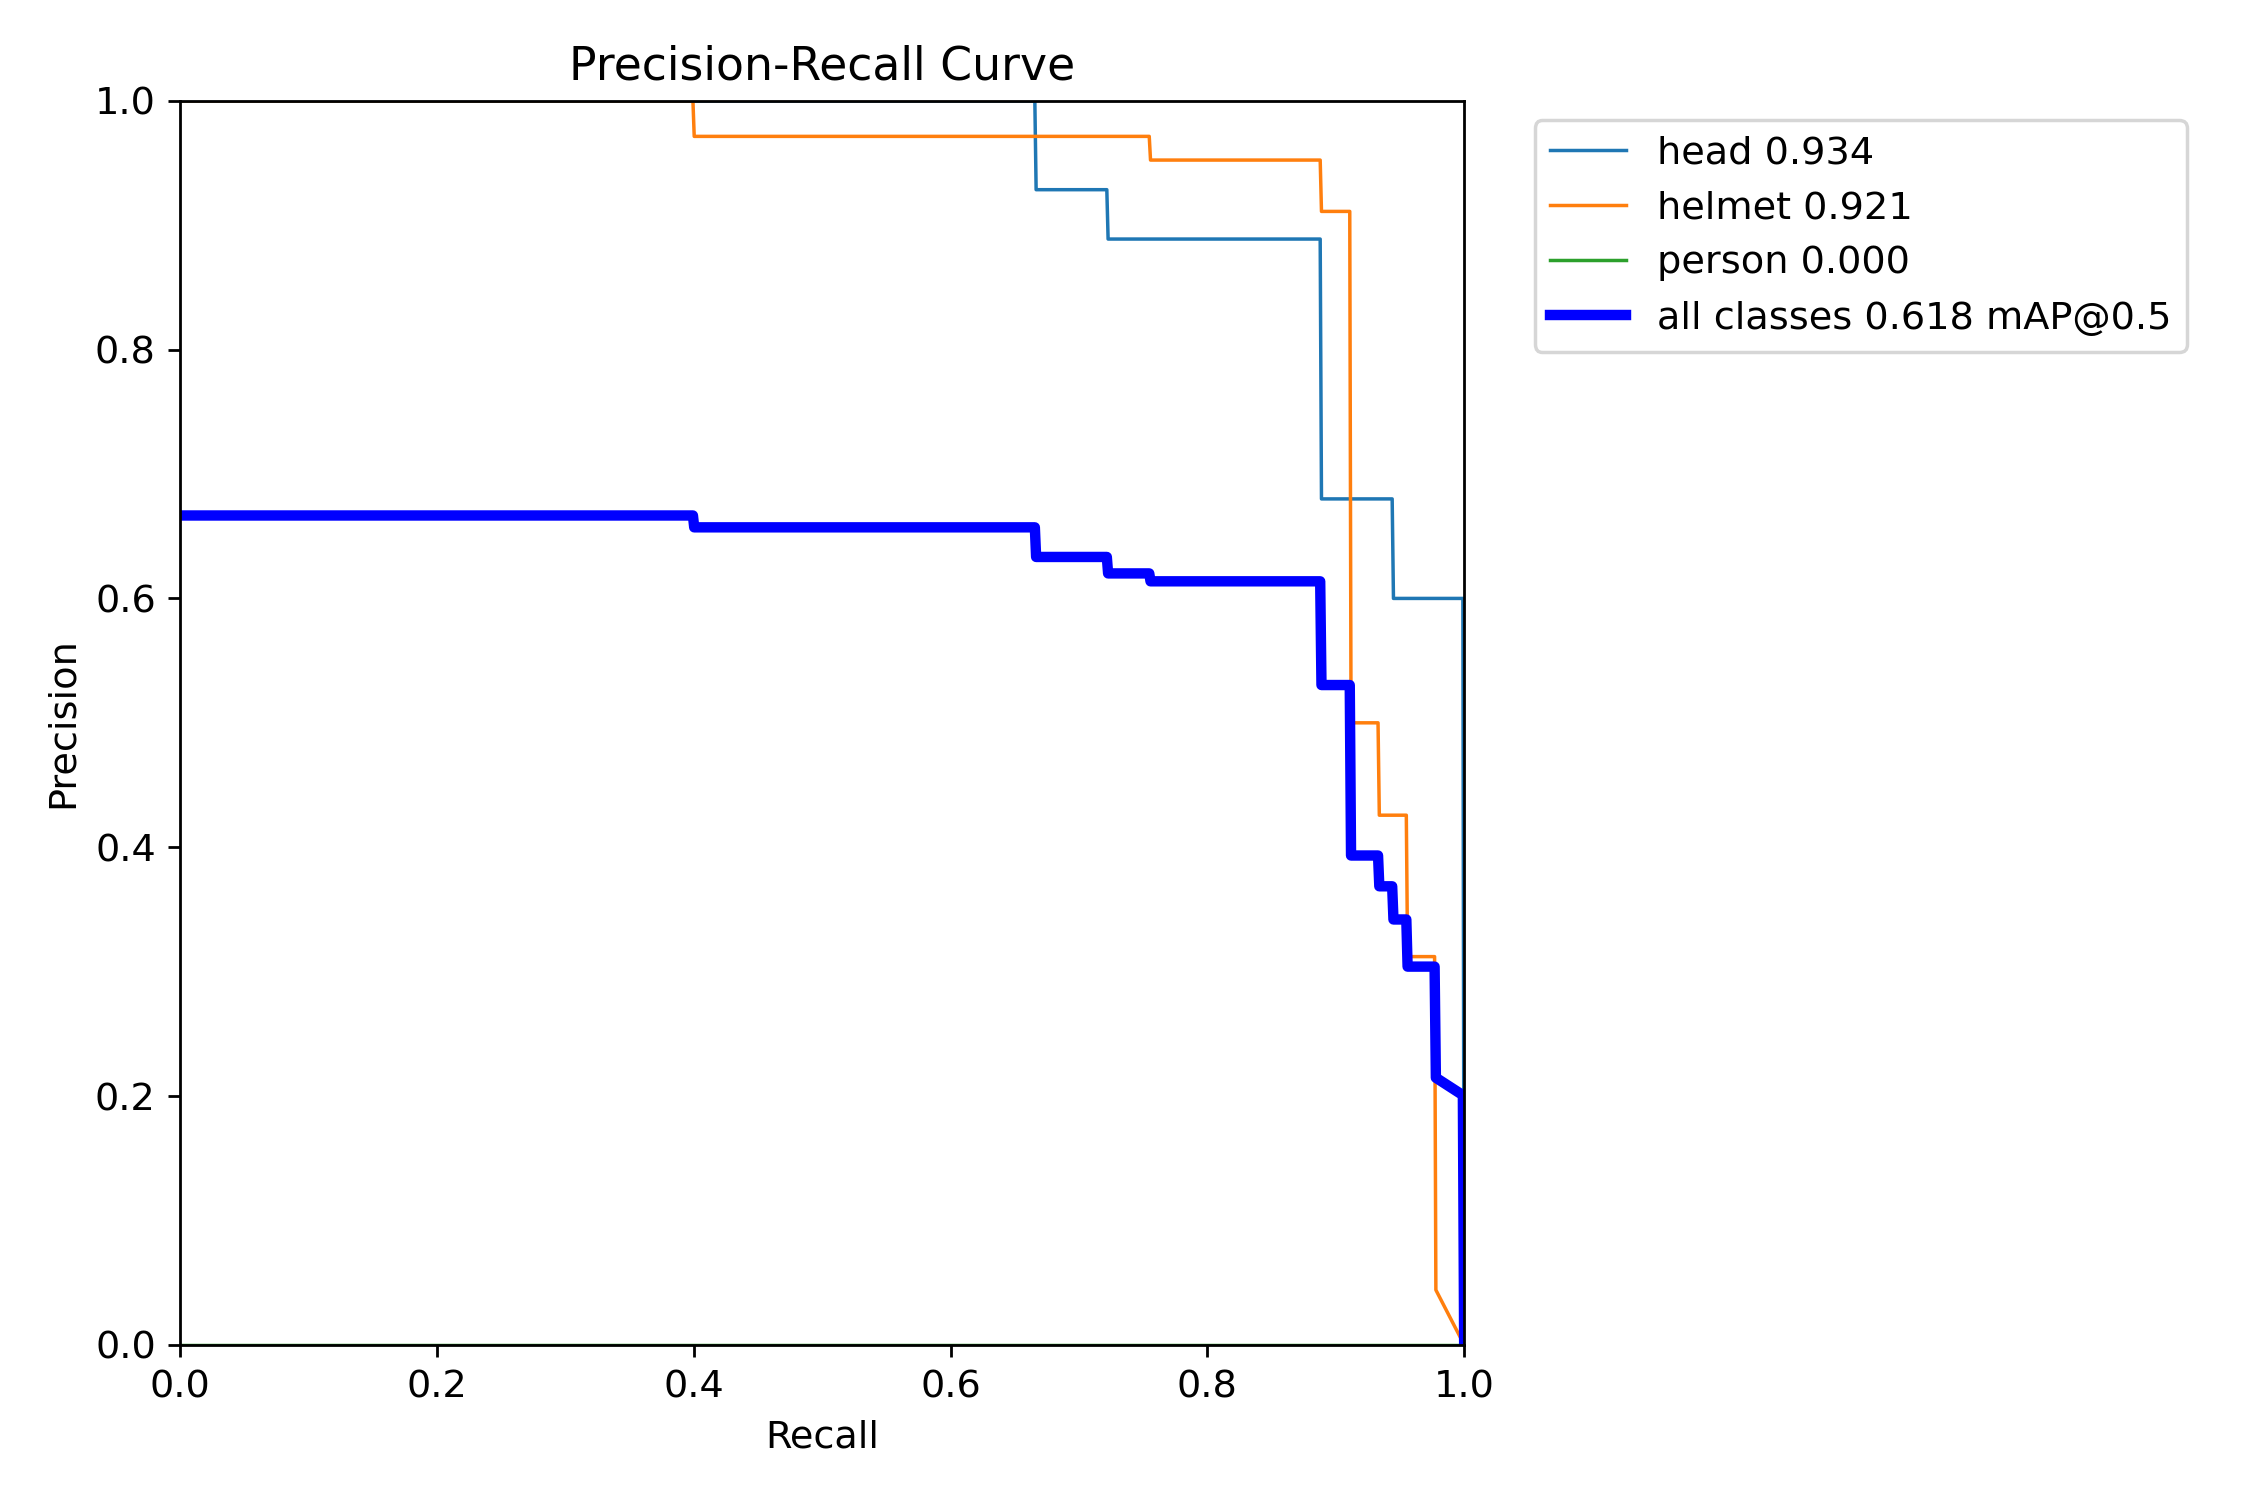 Precision-Recall Curve
1.0
0.8
0.6
0.4
0.2
0.0
Precision
0.0 0.2 0.4 0.6 0.8 1.0
Recall
head 0.934
helmet 0.921
person 0.000
all classes 0.618 mAP@0.5